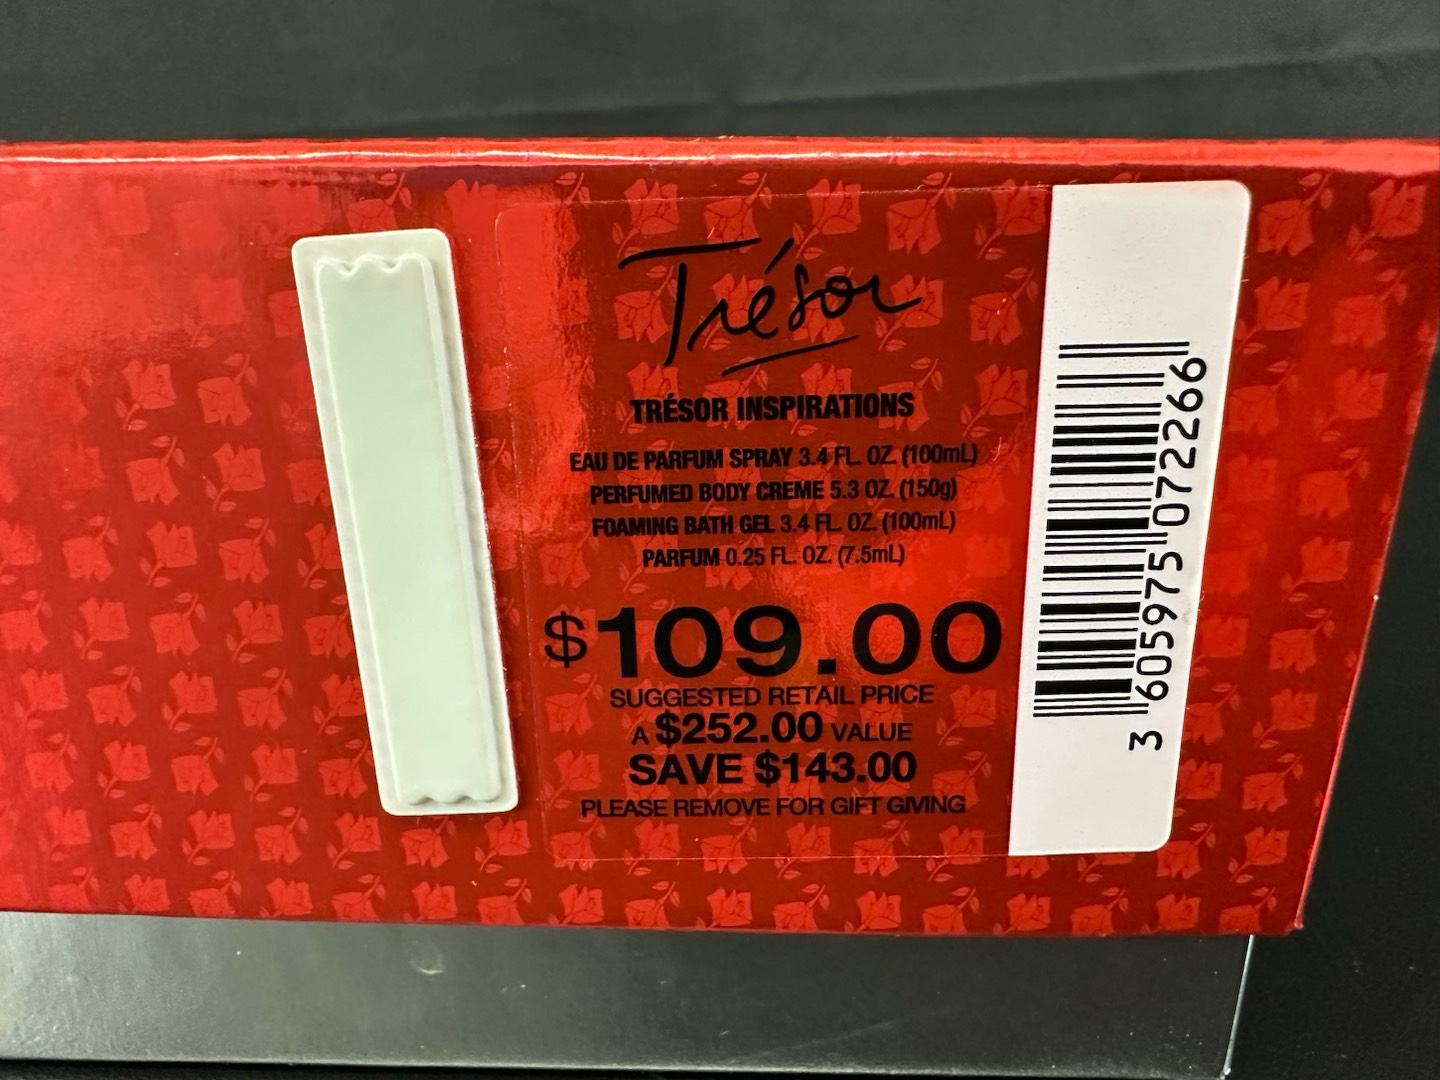 Trésor
TRÉSOR INSPIRATIONS
EAU DE PARFUM SPRAY 3.4 FL. OZ. (100mL)
PERFUMED BODY CREME 5.3 OZ. (150g)
FOAMING BATH GEL 3.4 FL. OZ. (100mL)
PARFUM 0.25 FL. OZ. (7.5mL)
$109.00
SUGGESTED RETAIL PRICE
A $252.00 VALUE
SAVE $143.00
PLEASE REMOVE FOR GIFT GIVING
3 605975 072266